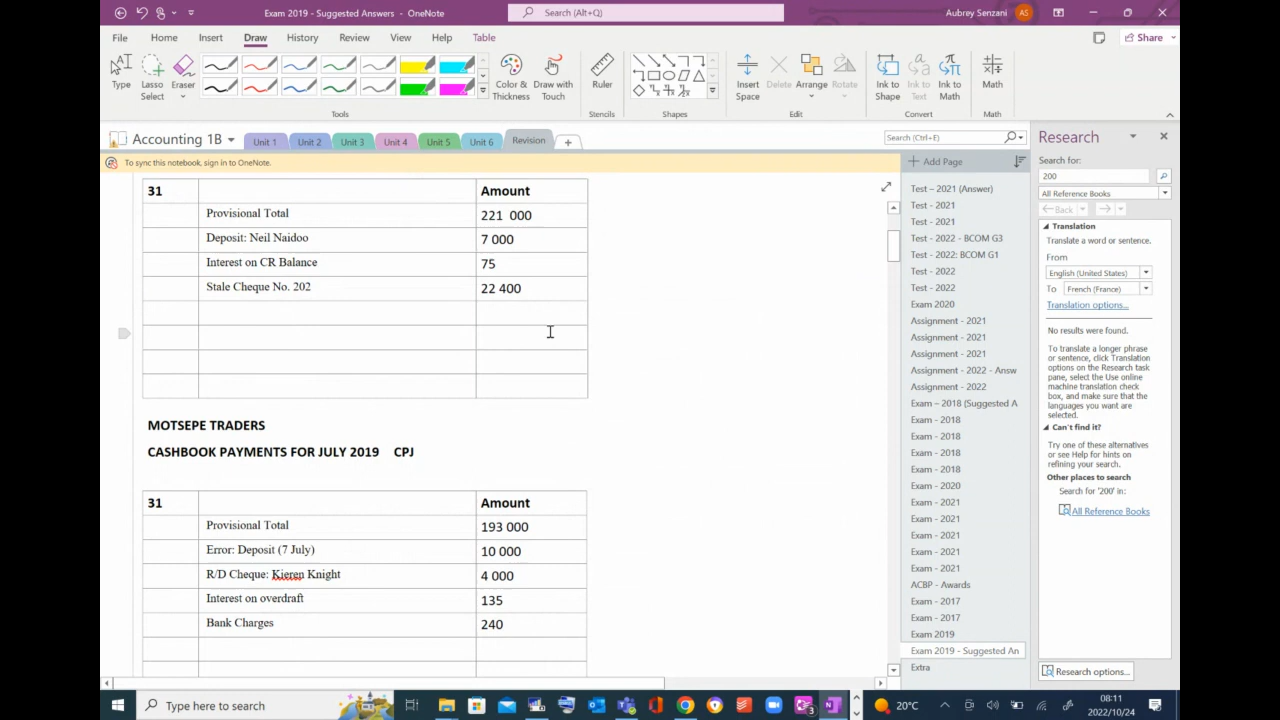 Exam 2019 - Suggested Answers - OneNote
Search (Alt+Q)
Aubrey Senzani
AS
File Home Insert Draw History Review View Help Table
Share
Type
Lasso Select
Eraser
Color & Thickness
Draw with Touch
Ruler
Insert Space
Delete
Arrange
Rotate
Ink to Shape
Ink to Text
Ink to Math
Math
Tools
Stencils
Shapes
Edit
Convert
Math
Accounting 1B
Unit 1 Unit 2 Unit 3 Unit 4 Unit 5 Unit 6 Revision
Search (Ctrl+E)
To sync this notebook, sign in to OneNote.
31 Amount
Provisional Total 221 000
Deposit: Neil Naidoo 7 000
Interest on CR Balance 75
Stale Cheque No. 202 22 400
MOTSEPE TRADERS
CASHBOOK PAYMENTS FOR JULY 2019 CPJ
31 Amount
Provisional Total 193 000
Error: Deposit (7 July) 10 000
R/D Cheque: Kieren Knight 4 000
Interest on overdraft 135
Bank Charges 240
Add Page
Test – 2021 (Answer)
Test - 2021
Test - 2021
Test - 2022 - BCOM G3
Test - 2022: BCOM G1
Test - 2022
Test - 2022
Exam 2020
Assignment - 2021
Assignment - 2021
Assignment - 2021
Assignment - 2022 - Answ
Assignment - 2022
Exam – 2018 (Suggested A
Exam - 2018
Exam - 2018
Exam - 2018
Exam - 2018
Exam - 2020
Exam - 2021
Exam - 2021
Exam - 2021
Exam - 2021
Exam - 2021
ACBP - Awards
Exam - 2017
Exam - 2017
Exam 2019
Exam 2019 - Suggested An
Extra
Research
Search for:
200
All Reference Books
Back
Translation
Translate a word or sentence.
From
English (United States)
To French (France)
Translation options...
No results were found.
To translate a longer phrase
or sentence, click Translation
options on the Research task
pane, select the Use online
machine translation check
box, and make sure that the
languages you want are
selected.
Can't find it?
Try one of these alternatives
or see Help for hints on
refining your search.
Other places to search
Search for '200' in:
All Reference Books
Research options...
Type here to search
3
20°C
08:11
2022/10/24